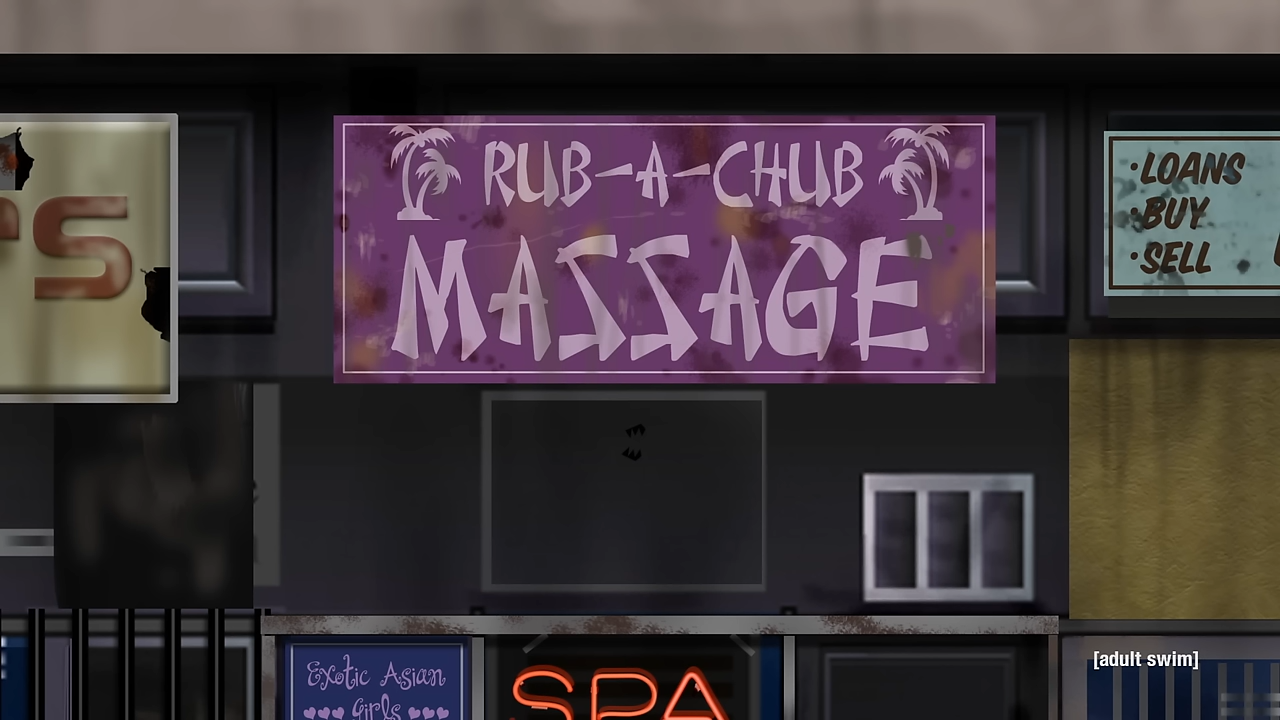 'S
RUB-A-CHUB
MASSAGE
·LOANS
·BUY
·SELL
Exotic Asian
Girls
SPA
[adult swim]